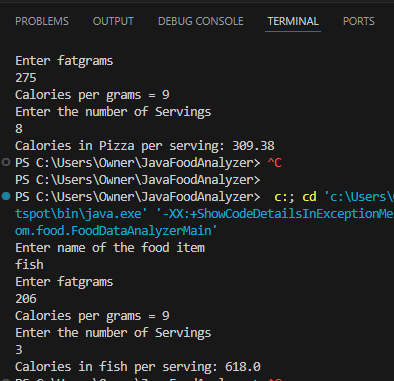 PROBLEMS OUTPUT DEBUG CONSOLE TERMINAL PORTS
Enter fatgrams
275
Calories per grams = 9
Enter the number of Servings
8
Calories in Pizza per serving: 309.38
PS C:\Users\Owner\JavaFoodAnalyzer> ^C
PS C:\Users\Owner\JavaFoodAnalyzer>
PS C:\Users\Owner\JavaFoodAnalyzer>  c:; cd 'c:\Users\
tspot\bin\java.exe' '-XX:+ShowCodeDetailsInExceptionMe
om.food.FoodDataAnalyzerMain'
Enter name of the food item
fish
Enter fatgrams
206
Calories per grams = 9
Enter the number of Servings
3
Calories in fish per serving: 618.0